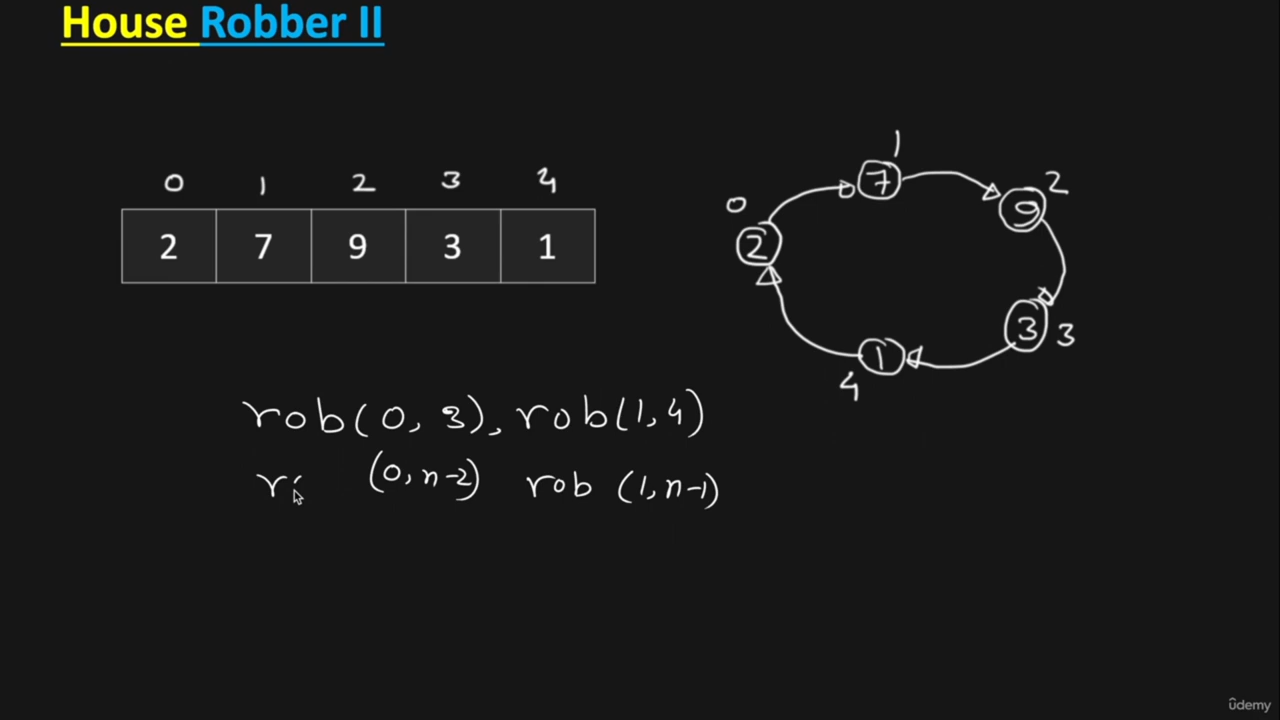 House Robber II
0 1 2 3 4
2 7 9 3 1
1
7
2
9
0
2
3 3
1
4
rob(0, 3), rob(1, 4)
(0, n-2) rob (1, n-1)
ûdemy